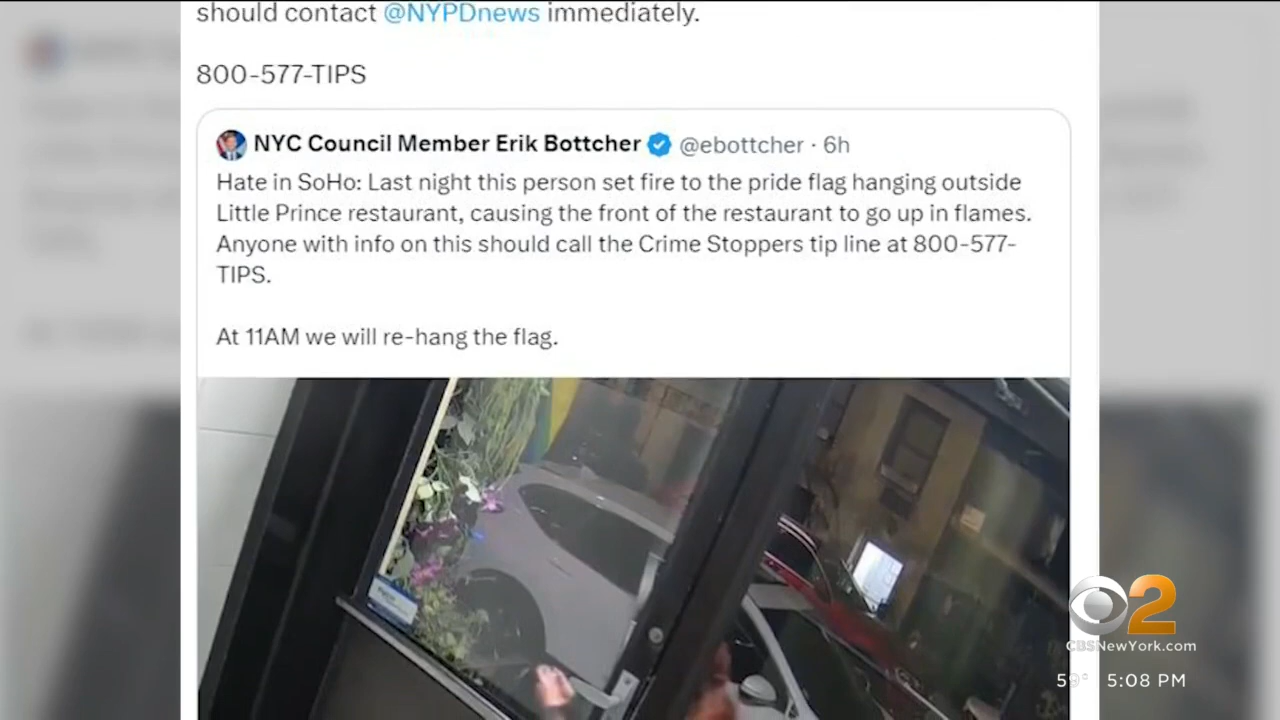 should contact @NYPDnews immediately.
800-577-TIPS
NYC Council Member Erik Bottcher @ebottcher · 6h
Hate in SoHo: Last night this person set fire to the pride flag hanging outside
Little Prince restaurant, causing the front of the restaurant to go up in flames.
Anyone with info on this should call the Crime Stoppers tip line at 800-577-
TIPS.
At 11AM we will re-hang the flag.
2
CBSNewYork.com
59° 5:08 PM